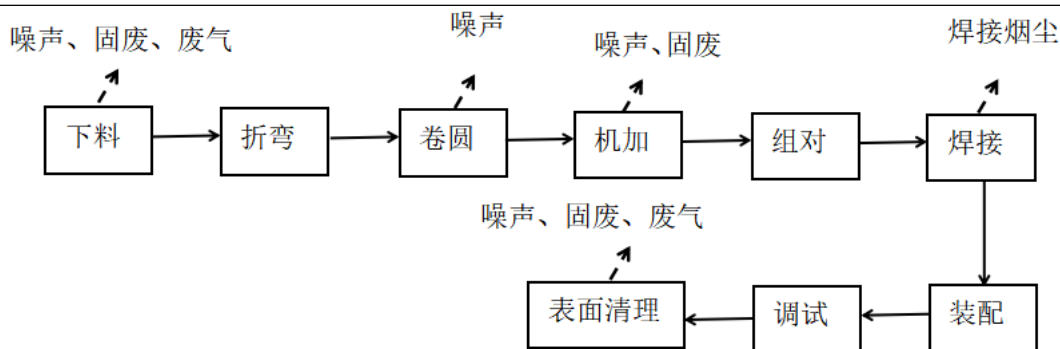 噪声、固废、废气
噪声
噪声、固废
焊接烟尘
下料
折弯
卷圆
机加
组对
焊接
噪声、固废、废气
表面清理
调试
装配